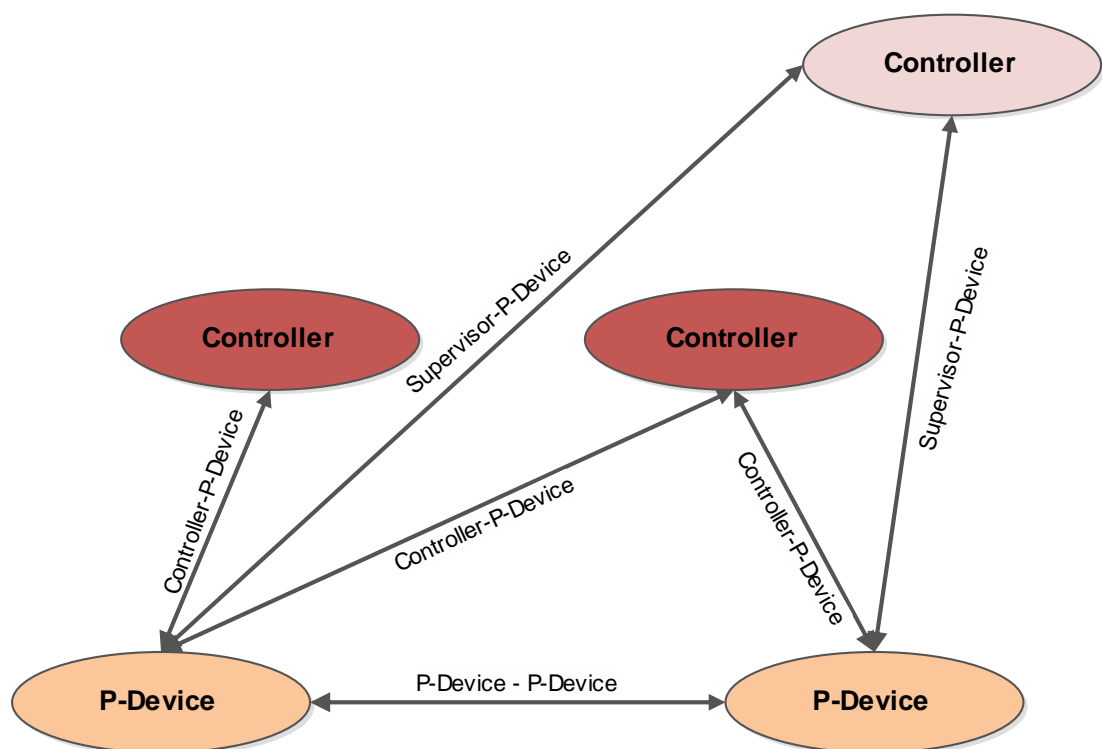 Controller
Supervisor-P-Device
Supervisor-P-Device
Controller
Controller
Controller-P-Device
Controller-P-Device
Controller-P-Device
P-Device
P-Device - P-Device
P-Device